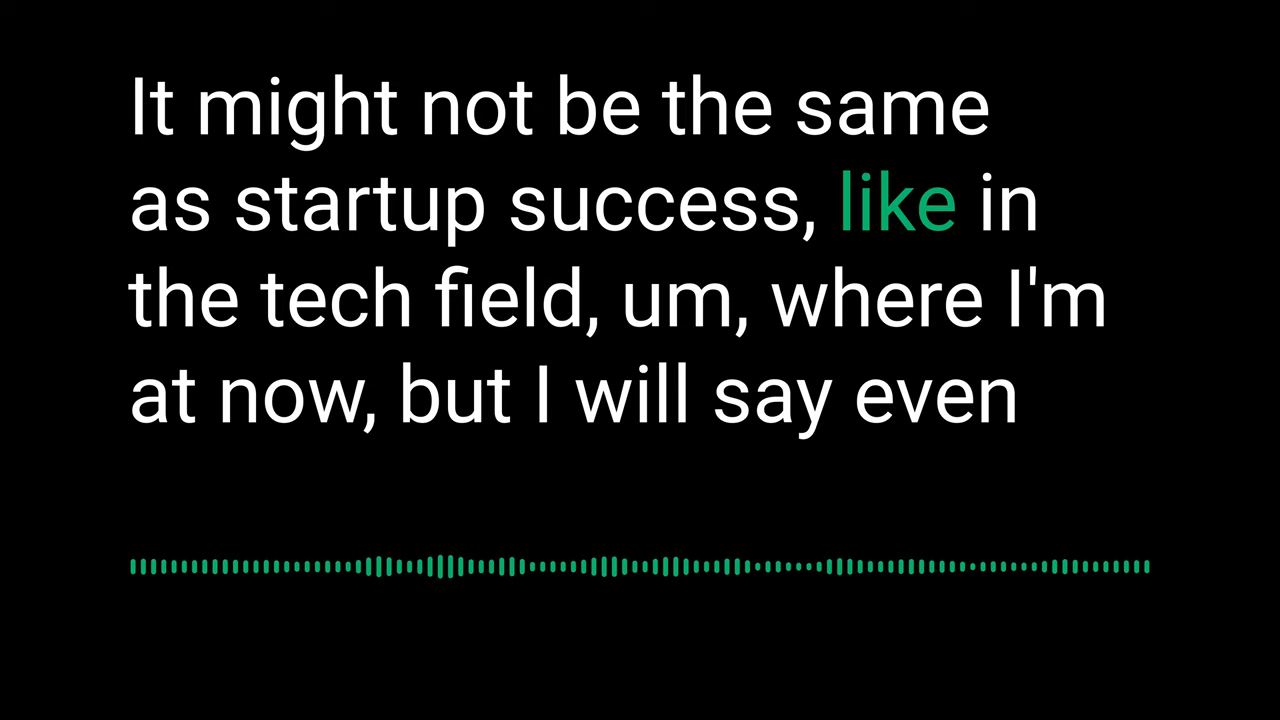 It might not be the same
as startup success, like in
the tech field, um, where I'm
at now, but I will say even